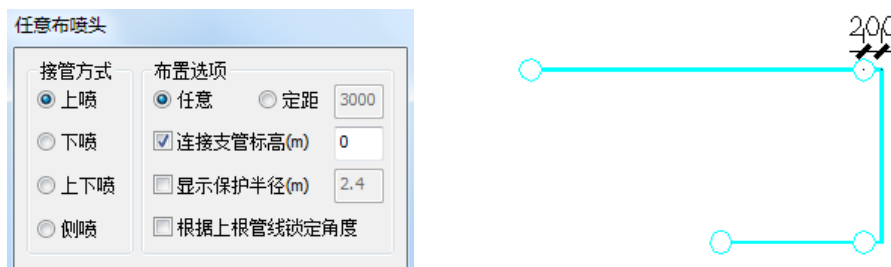 任意布喷头
接管方式
上喷
下喷
上下喷
侧喷
布置选项
任意 定距 3000
连接支管标高(m) 0
显示保护半径(m) 2.4
根据上根管线锁定角度
200